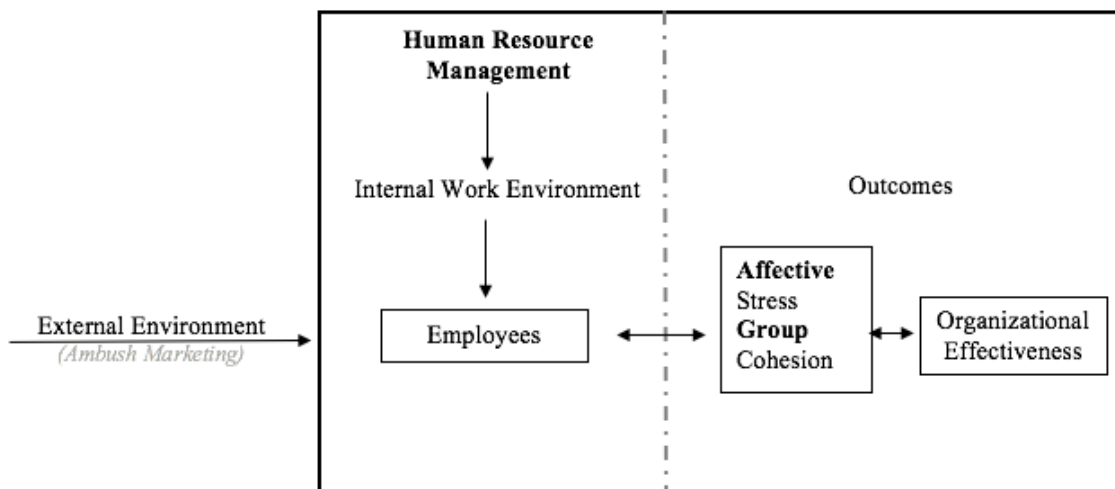 Human Resource
Management
Internal Work Environment
Outcomes
External Environment
(Ambush Marketing)
Employees
Affective
Stress
Group
Cohesion
Organizational
Effectiveness